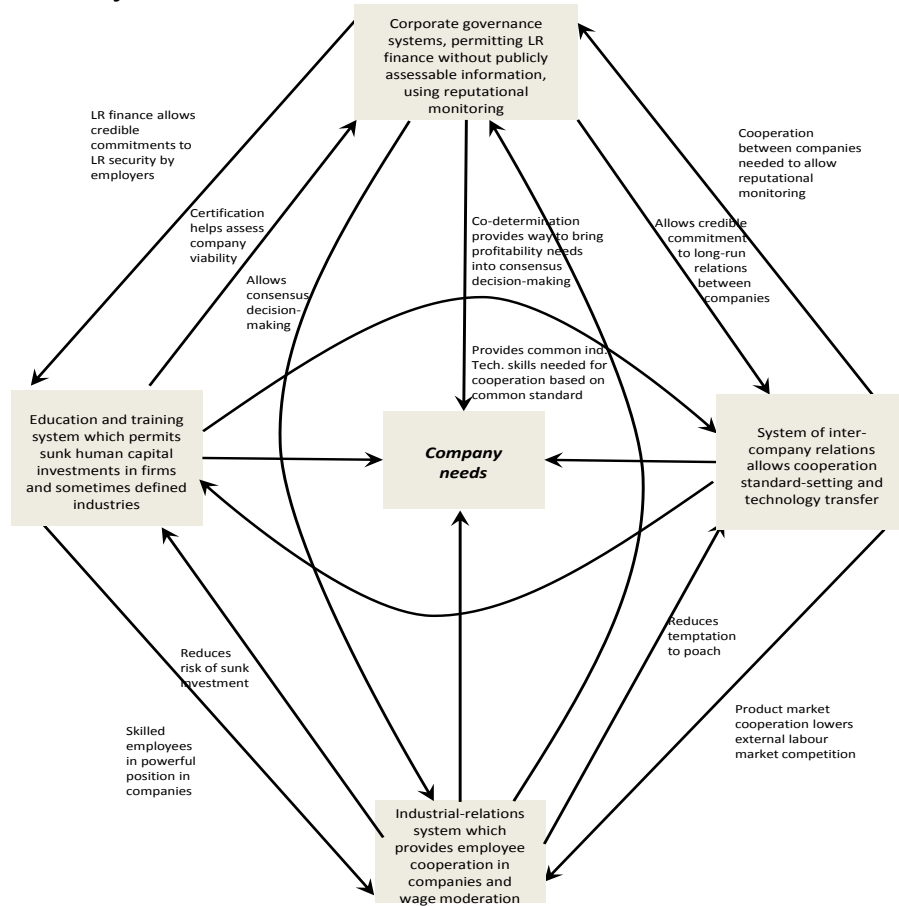 Corporate governance
systems, permitting LR
finance without publicly
assessable information,
using reputational
monitoring
LR finance allows
credible
commitments to
LR security by
employers
Cooperation
between companies
needed to allow
reputational
monitoring
Certification
helps assess
company
viability
Co-determination
provides way to bring
profitability needs
into consensus
decision-making
Allows credible
commitment
to long-run
relations
between
companies
Allows
consensus
decision-
making
Provides common ind.
Tech. skills needed for
cooperation based on
common standard
Education and training
system which permits
sunk human capital
investments in firms
and sometimes defined
industries
Company
needs
System of inter-
company relations
allows cooperation
standard-setting and
technology transfer
Reduces
risk of sunk
investment
Reduces
temptation
to poach
Skilled
employees
in powerful
position in
companies
Product market
cooperation lowers
external labour
market competition
Industrial-relations
system which
provides employee
cooperation in
companies and
wage moderation